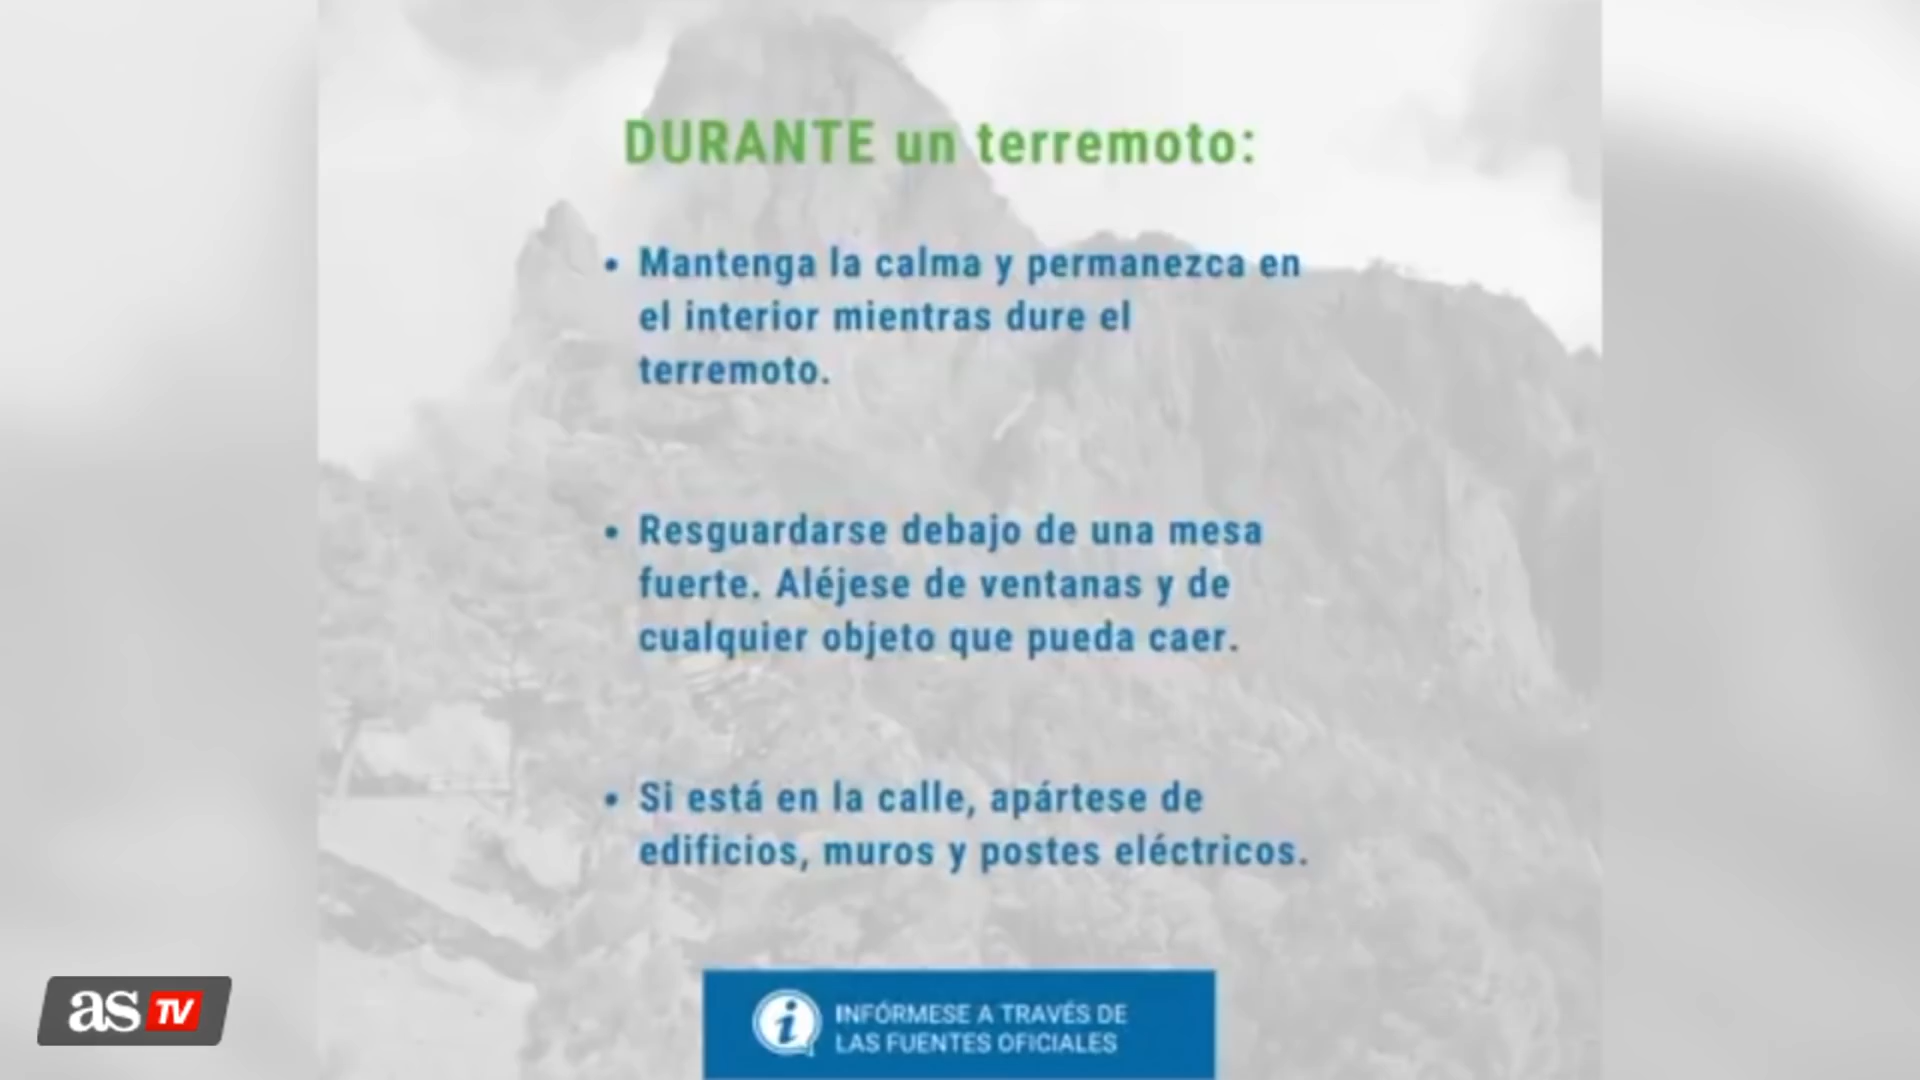 DURANTE un terremoto:
• Mantenga la calma y permanezca en
el interior mientras dure el
terremoto.
• Resguardarse debajo de una mesa
fuerte. Aléjese de ventanas y de
cualquier objeto que pueda caer.
• Si está en la calle, apártese de
edificios, muros y postes eléctricos.
as TV
i INFÓRMESE A TRAVÉS DE
LAS FUENTES OFICIALES